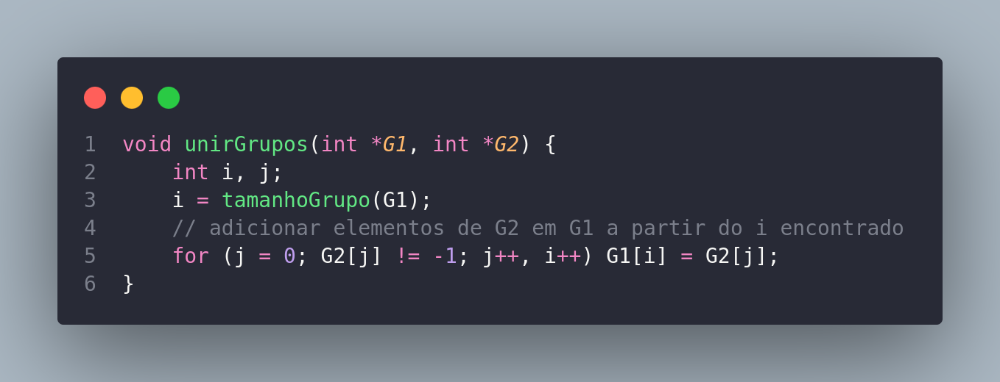 1 void unirGrupos(int *G1, int *G2) {
2     int i, j;
3     i = tamanhoGrupo(G1);
4     // adicionar elementos de G2 em G1 a partir do i encontrado
5     for (j = 0; G2[j] != -1; j++, i++) G1[i] = G2[j];
6 }